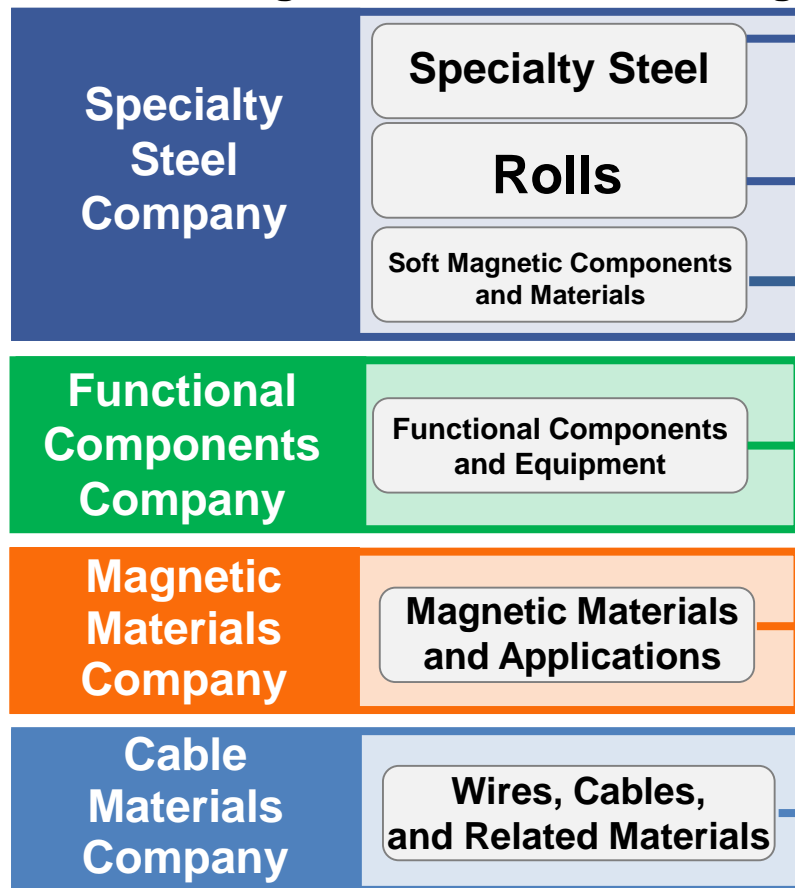 Specialty
Steel
Company
Specialty Steel
Rolls
Soft Magnetic Components
and Materials
Functional
Components
Company
Functional Components
and Equipment
Magnetic
Materials
Company
Magnetic Materials
and Applications
Cable
Materials
Company
Wires, Cables,
and Related Materials